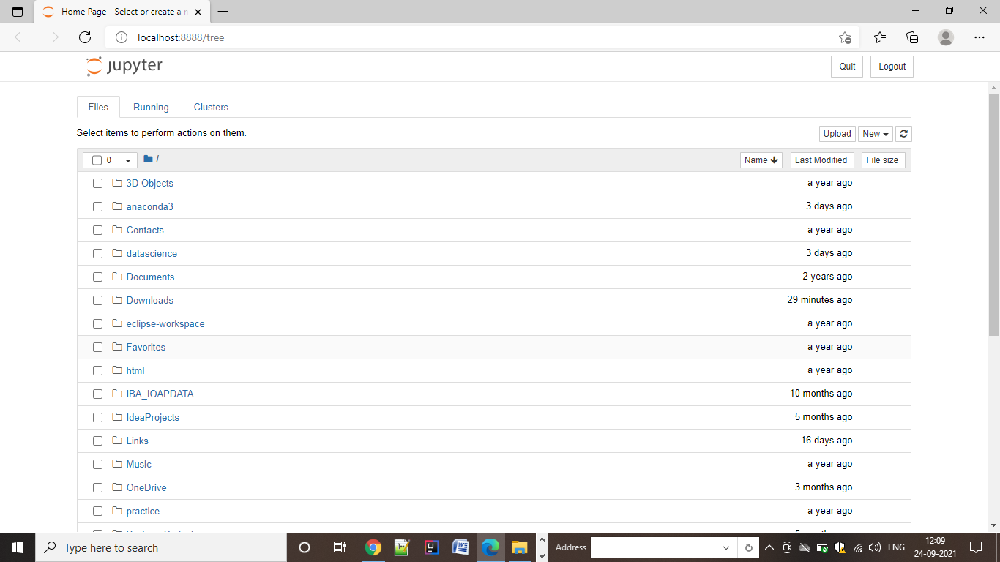 Home Page - Select or create a n
localhost:8888/tree
jupyter
Quit Logout
Files Running Clusters
Select items to perform actions on them.
Upload New
0 / Name Last Modified File size
3D Objects a year ago
anaconda3 3 days ago
Contacts a year ago
datascience 3 days ago
Documents 2 years ago
Downloads 29 minutes ago
eclipse-workspace a year ago
Favorites a year ago
html a year ago
IBA_IOAPDATA 10 months ago
IdeaProjects 5 months ago
Links 16 days ago
Music a year ago
OneDrive 3 months ago
practice a year ago
Type here to search Address ENG 12:09
24-09-2021